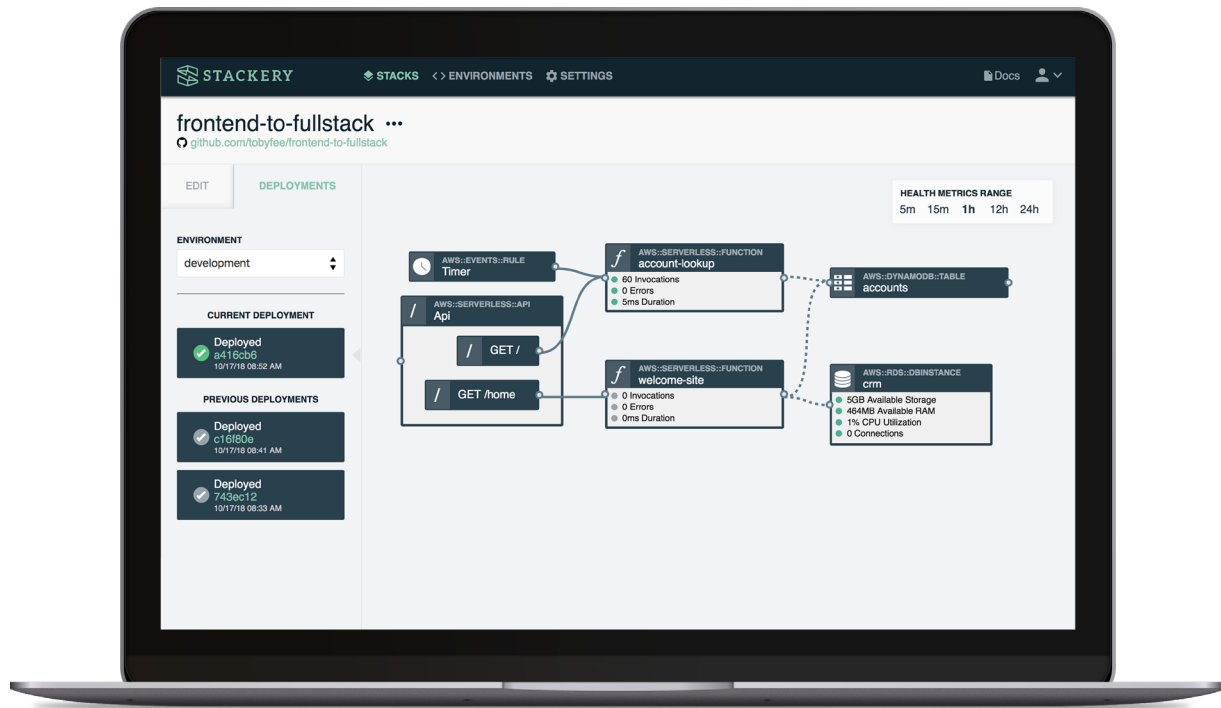 STACKERY
STACKS
<> ENVIRONMENTS
SETTINGS
Docs
frontend-to-fullstack •••
github.com/tobyfee/frontend-to-fullstack
EDIT
DEPLOYMENTS
HEALTH METRICS RANGE
5m 15m 1h 12h 24h
ENVIRONMENT
development
CURRENT DEPLOYMENT
Deployed
a416cb6
10/17/18 08:52 AM
PREVIOUS DEPLOYMENTS
Deployed
c16f80e
10/17/18 08:41 AM
Deployed
743ec12
10/17/18 08:33 AM
AWS::EVENTS::RULE
Timer
/
AWS::SERVERLESS::API
Api
/ GET /
/ GET /home
f
AWS::SERVERLESS::FUNCTION
account-lookup
60 Invocations
0 Errors
5ms Duration
f
AWS::SERVERLESS::FUNCTION
welcome-site
0 Invocations
0 Errors
0ms Duration
AWS::DYNAMODB::TABLE
accounts
AWS::RDS::DBINSTANCE
crm
5GB Available Storage
464MB Available RAM
1% CPU Utilization
0 Connections